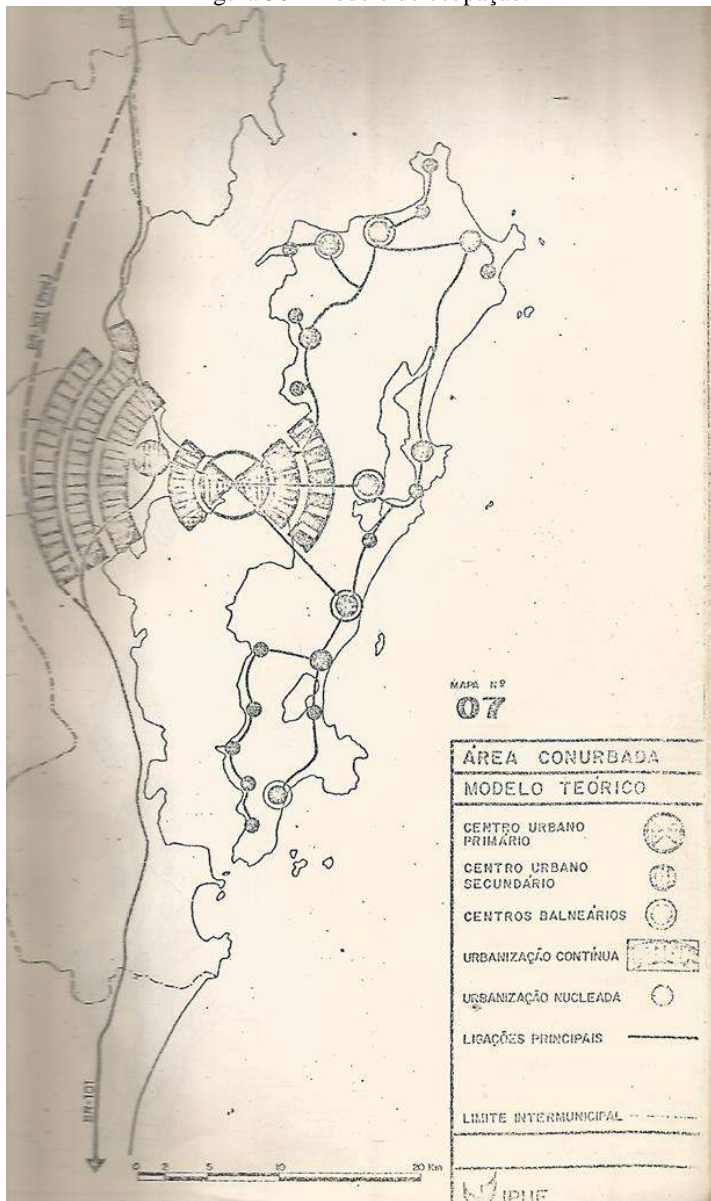 MAPA Nº
07
ÁREA CONURBADA
MODELO TEÓRICO
CENTRO URBANO
PRIMÁRIO
CENTRO URBANO
SECUNDÁRIO
CENTROS BALNEÁRIOS
URBANIZAÇÃO CONTÍNUA
URBANIZAÇÃO NUCLEADA
LIGAÇÕES PRINCIPAIS
LIMITE INTERMUNICIPAL
BR-101
0 2 5 10 20 Km
IPUF